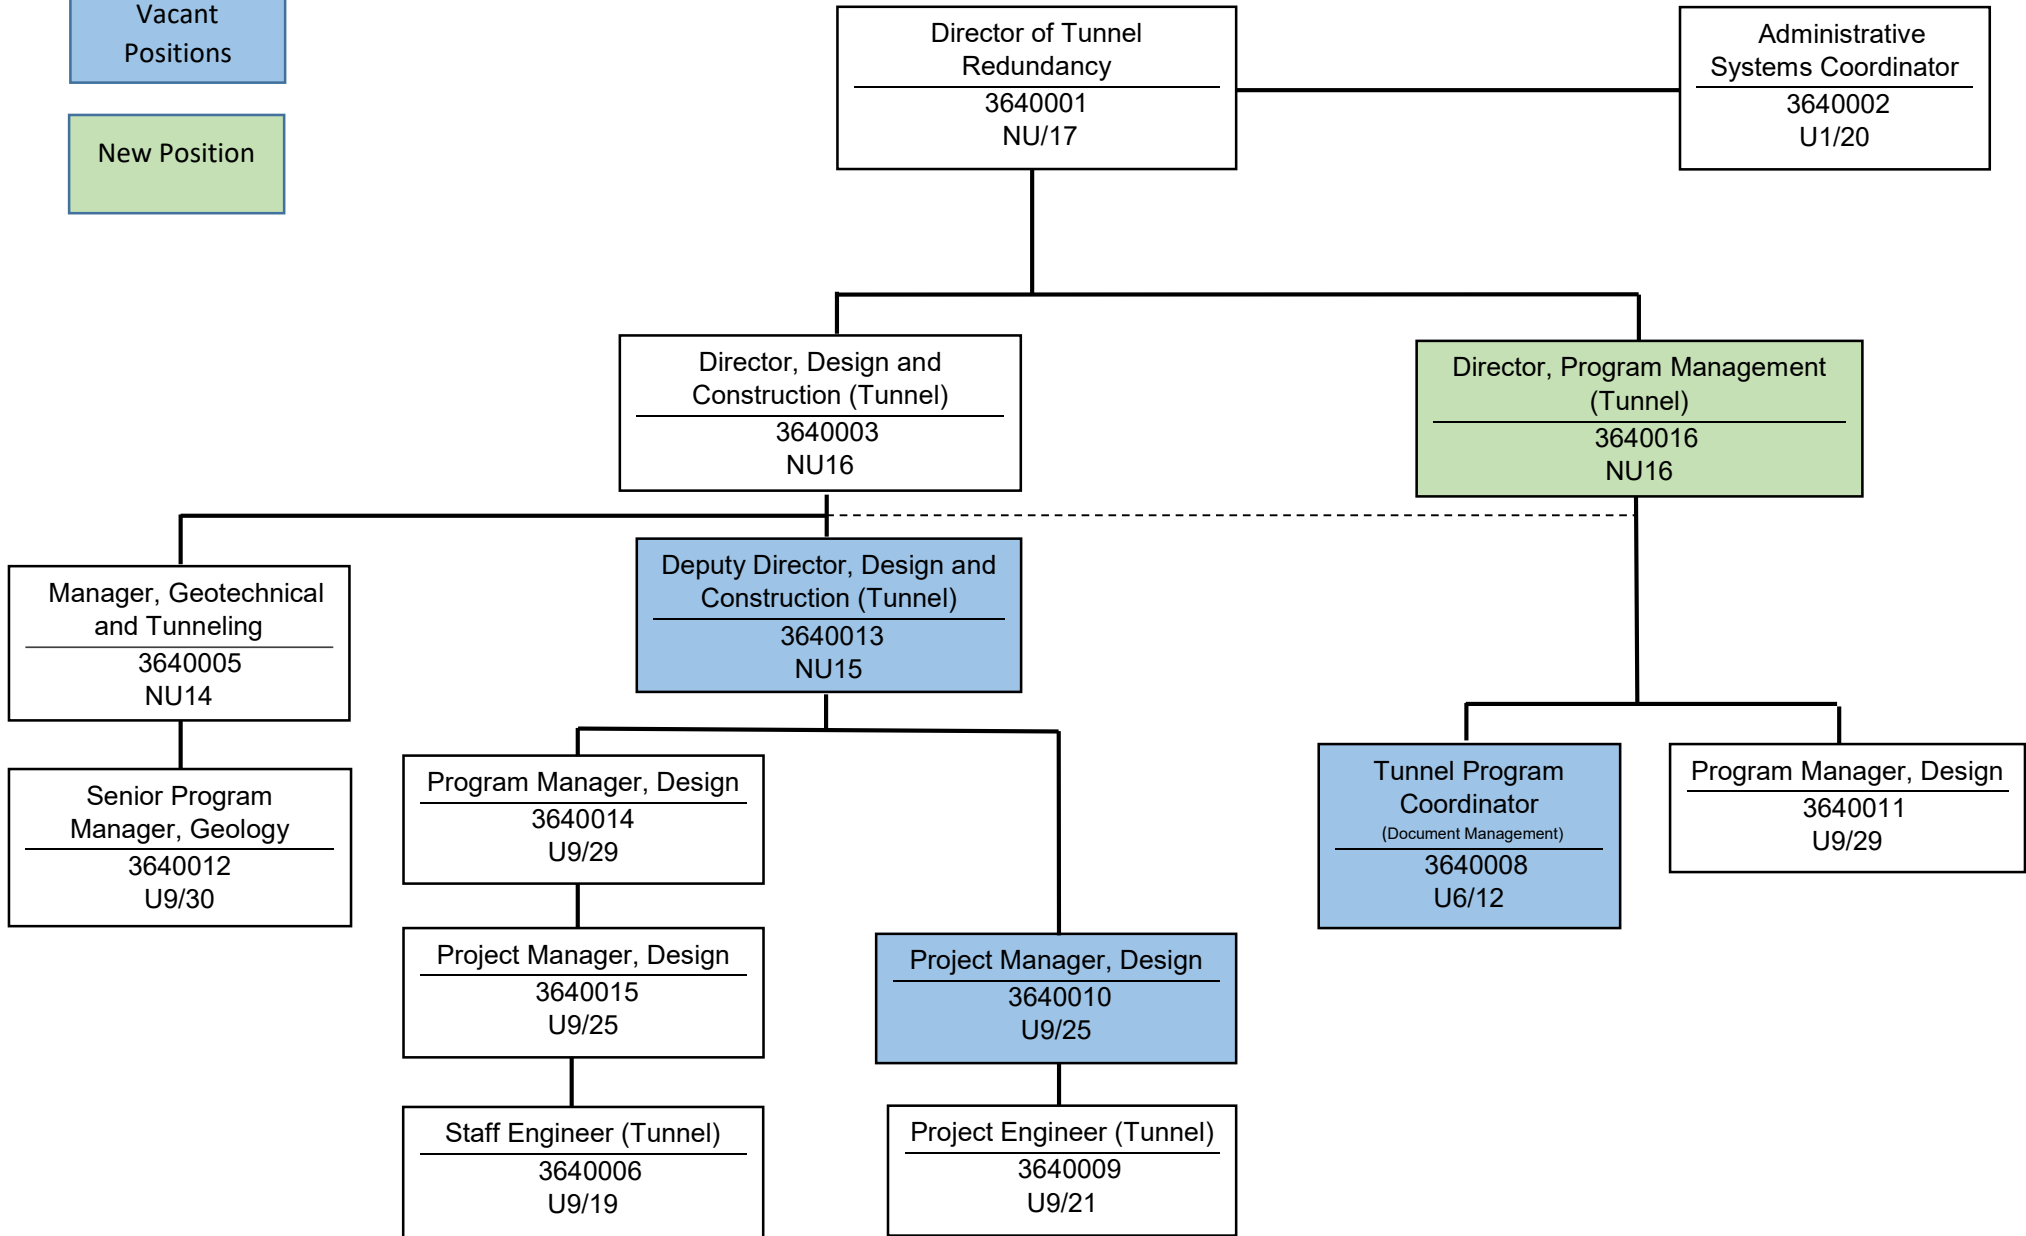 Vacant
Positions
New Position
Director of Tunnel
Redundancy
3640001
NU/17
Administrative
Systems Coordinator
3640002
U1/20
Director, Design and
Construction (Tunnel)
3640003
NU16
Director, Program Management
(Tunnel)
3640016
NU16
Manager, Geotechnical
and Tunneling
3640005
NU14
Deputy Director, Design and
Construction (Tunnel)
3640013
NU15
Senior Program
Manager, Geology
3640012
U9/30
Program Manager, Design
3640014
U9/29
Tunnel Program
Coordinator
(Document Management)
3640008
U6/12
Program Manager, Design
3640011
U9/29
Project Manager, Design
3640015
U9/25
Project Manager, Design
3640010
U9/25
Staff Engineer (Tunnel)
3640006
U9/19
Project Engineer (Tunnel)
3640009
U9/21